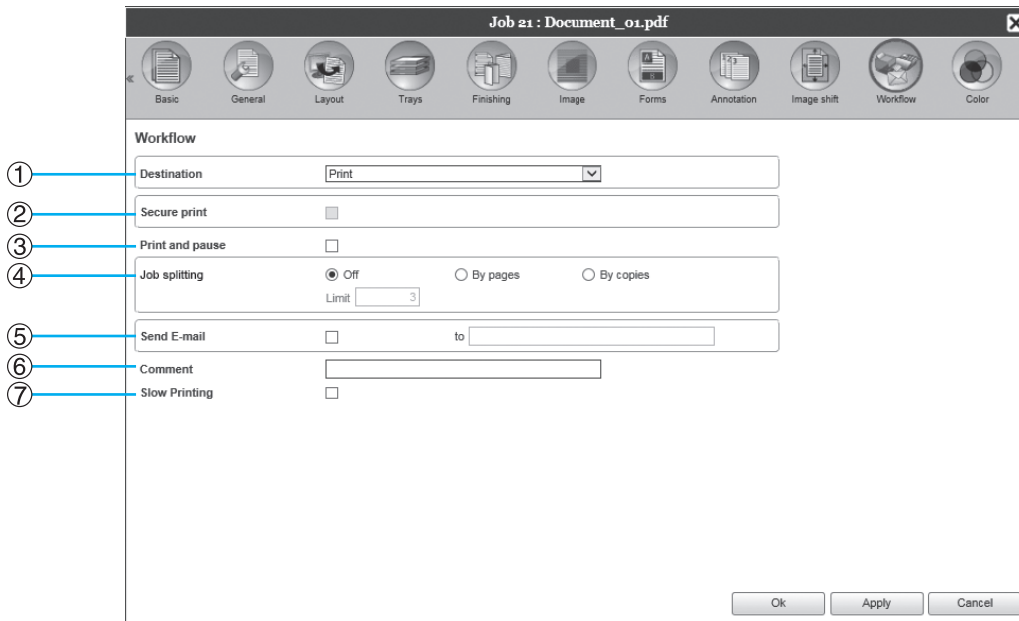 Job 21 : Document_01.pdf
Basic General Layout Trays Finishing Image Forms Annotation Image shift Workflow Color
Workflow
① Destination Print
② Secure print
③ Print and pause
④ Job splitting Off By pages By copies
Limit 3
⑤ Send E-mail to
⑥ Comment
⑦ Slow Printing
Ok Apply Cancel